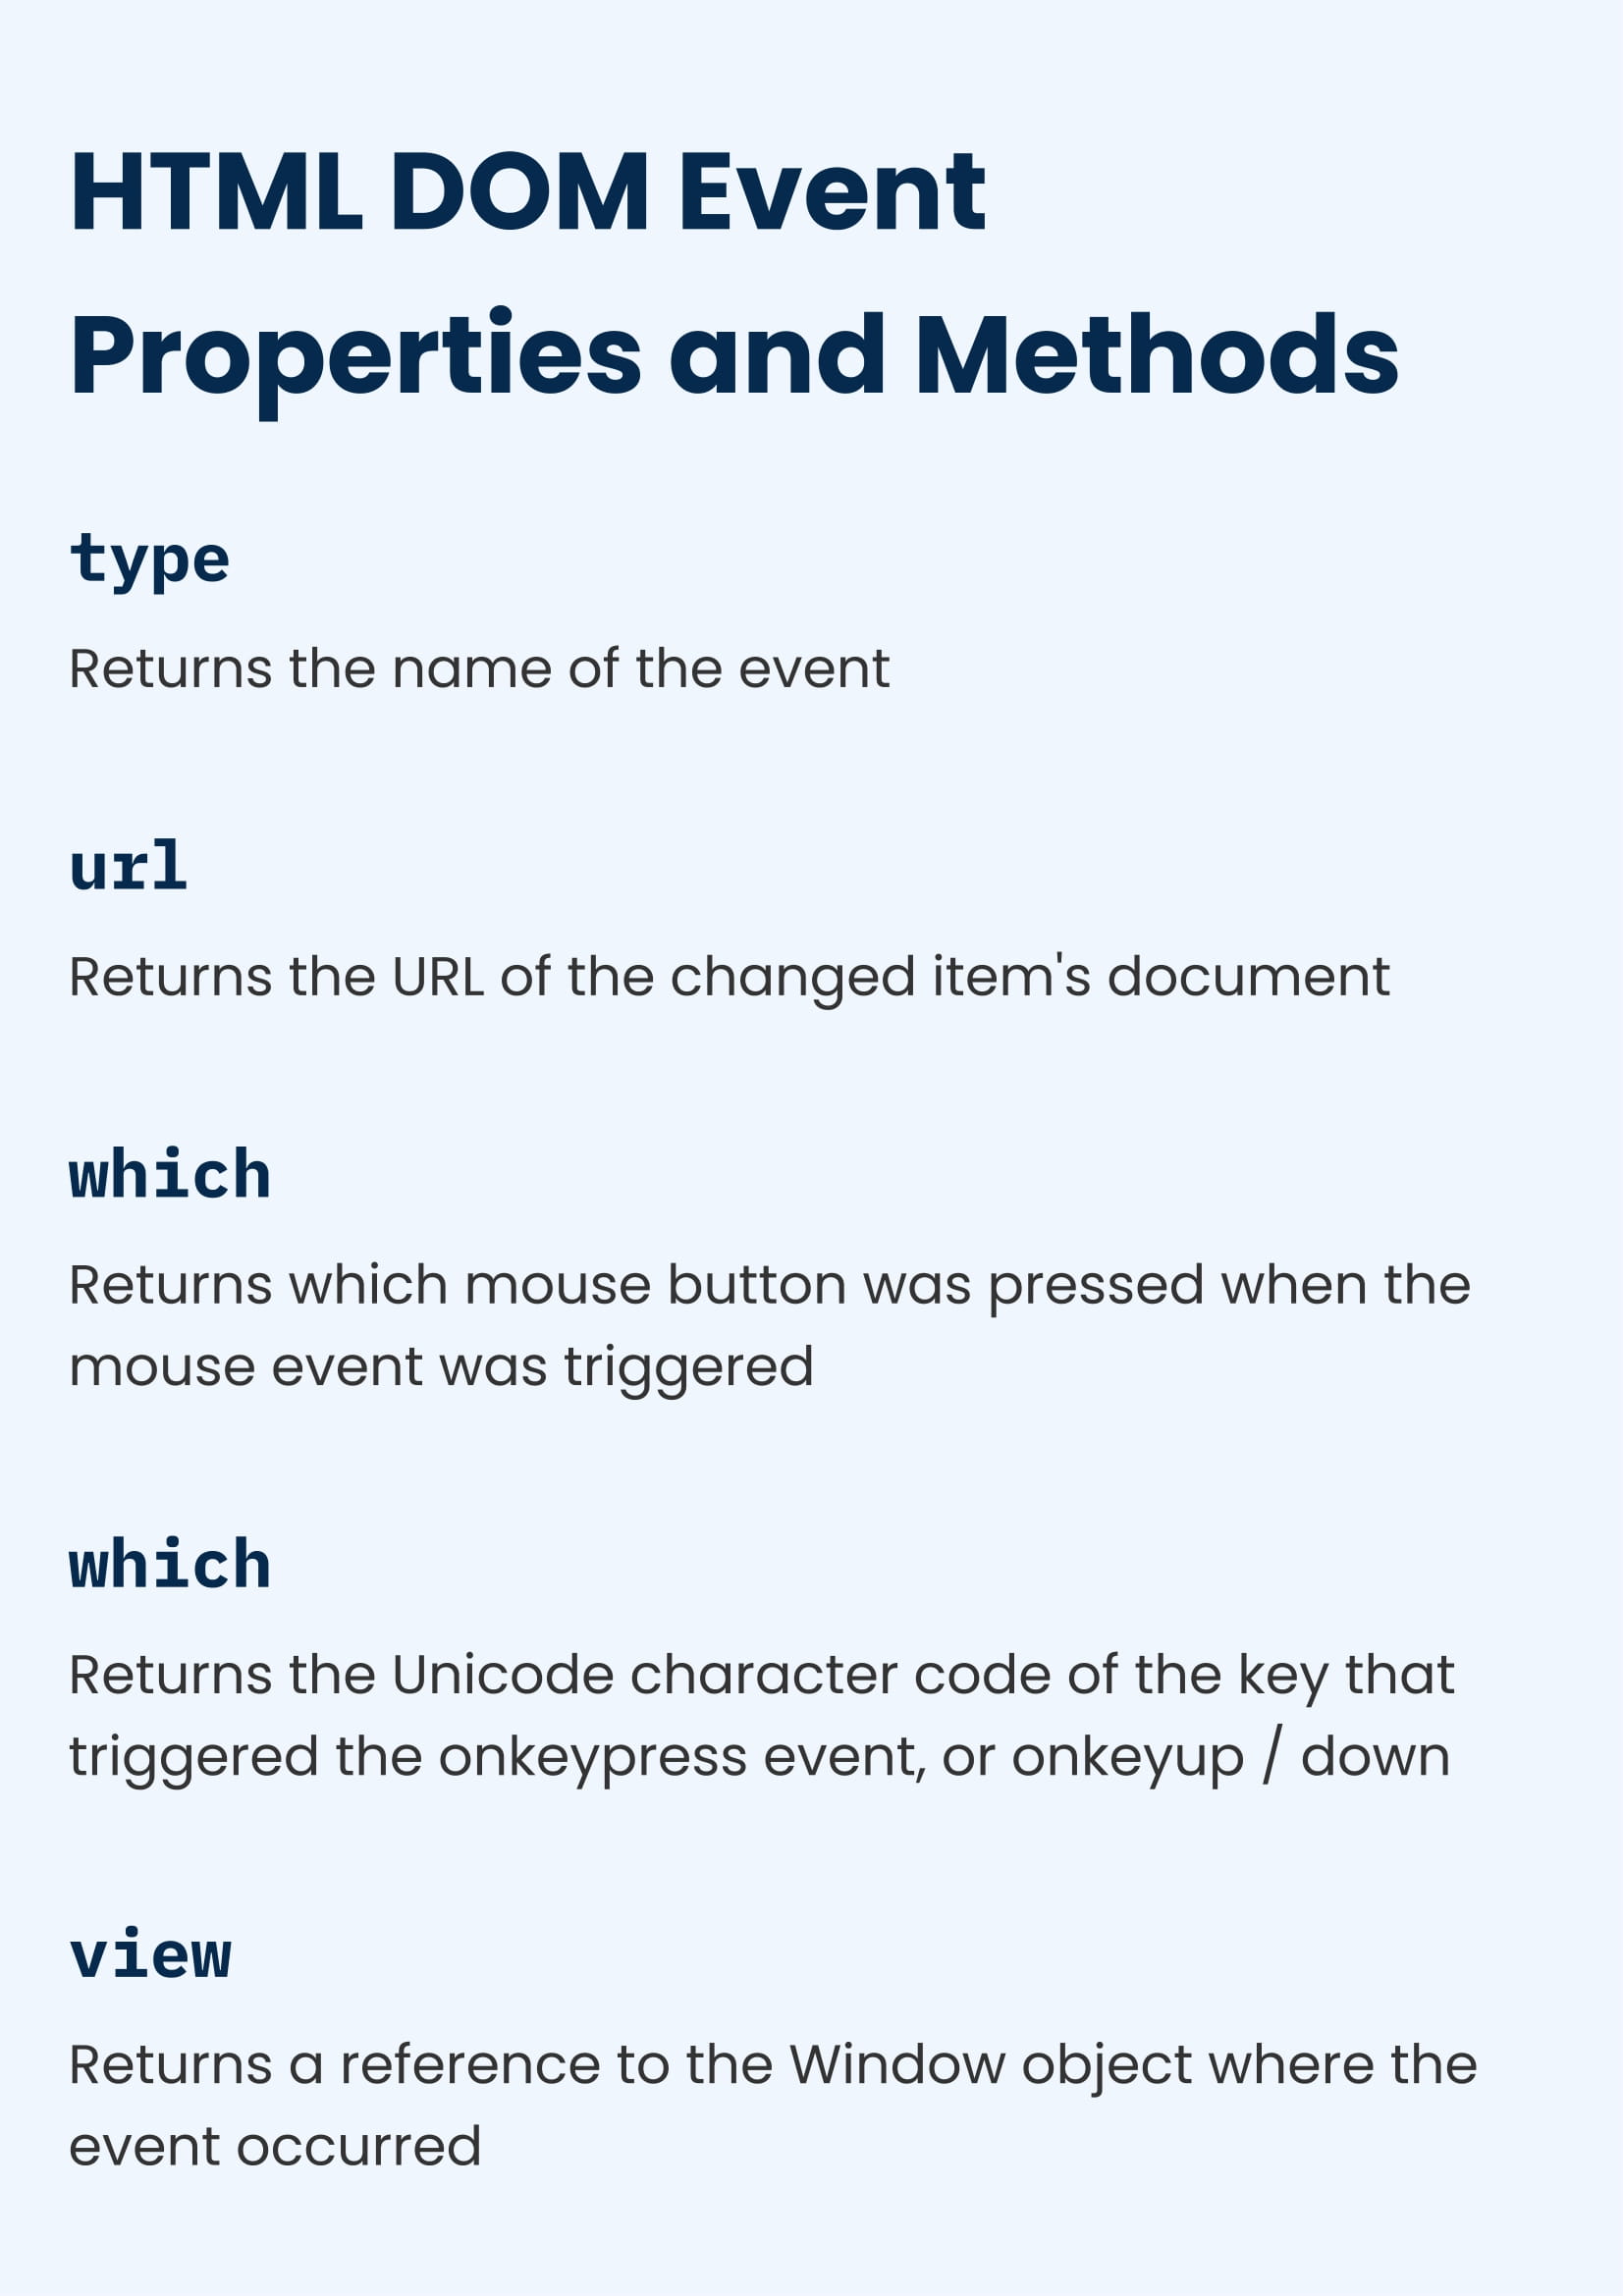 HTML DOM Event
Properties and Methods
type
Returns the name of the event
url
Returns the URL of the changed item's document
which
Returns which mouse button was pressed when the
mouse event was triggered
which
Returns the Unicode character code of the key that
triggered the onkeypress event, or onkeyup / down
view
Returns a reference to the Window object where the
event occurred